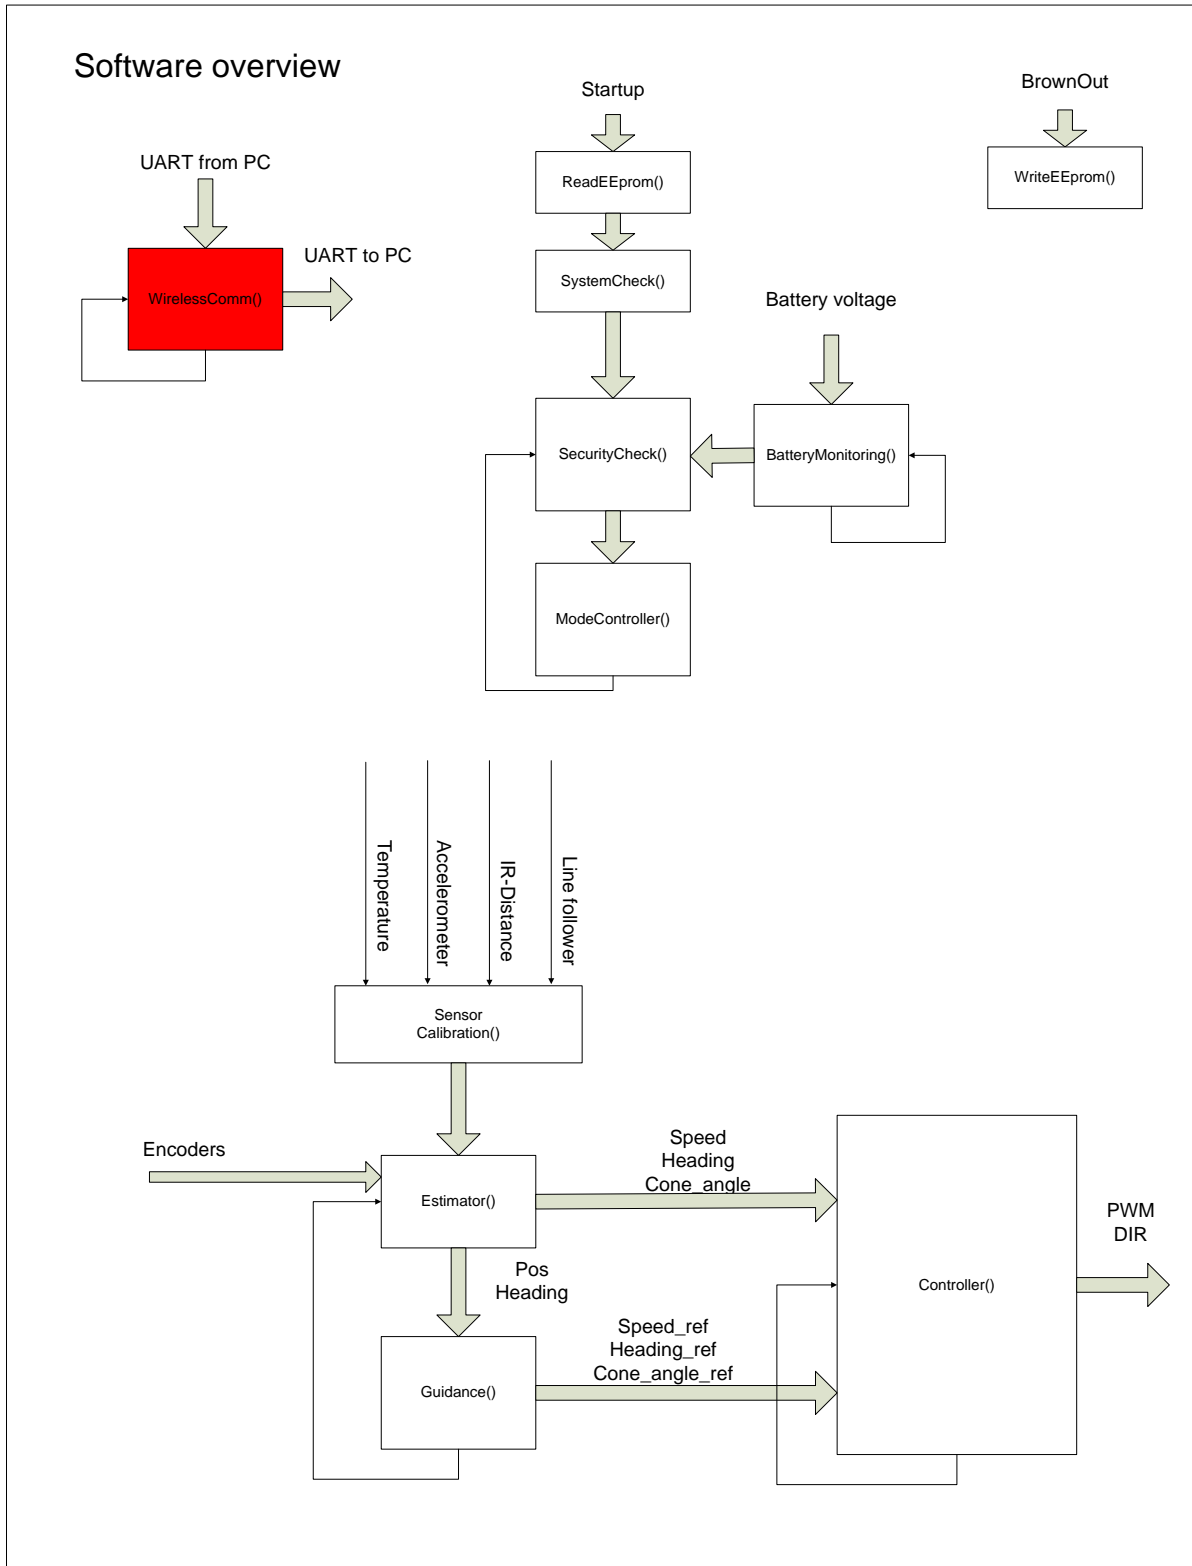 Software overview
Startup
BrownOut
ReadEEprom()
WriteEEprom()
UART from PC
UART to PC
WirelessComm()
SystemCheck()
Battery voltage
SecurityCheck()
BatteryMonitoring()
ModeController()
Temperature
Accelerometer
IR-Distance
Line follower
Sensor
Calibration()
Encoders
Estimator()
Speed
Heading
Cone_angle
Pos
Heading
PWM
DIR
Controller()
Speed_ref
Heading_ref
Cone_angle_ref
Guidance()